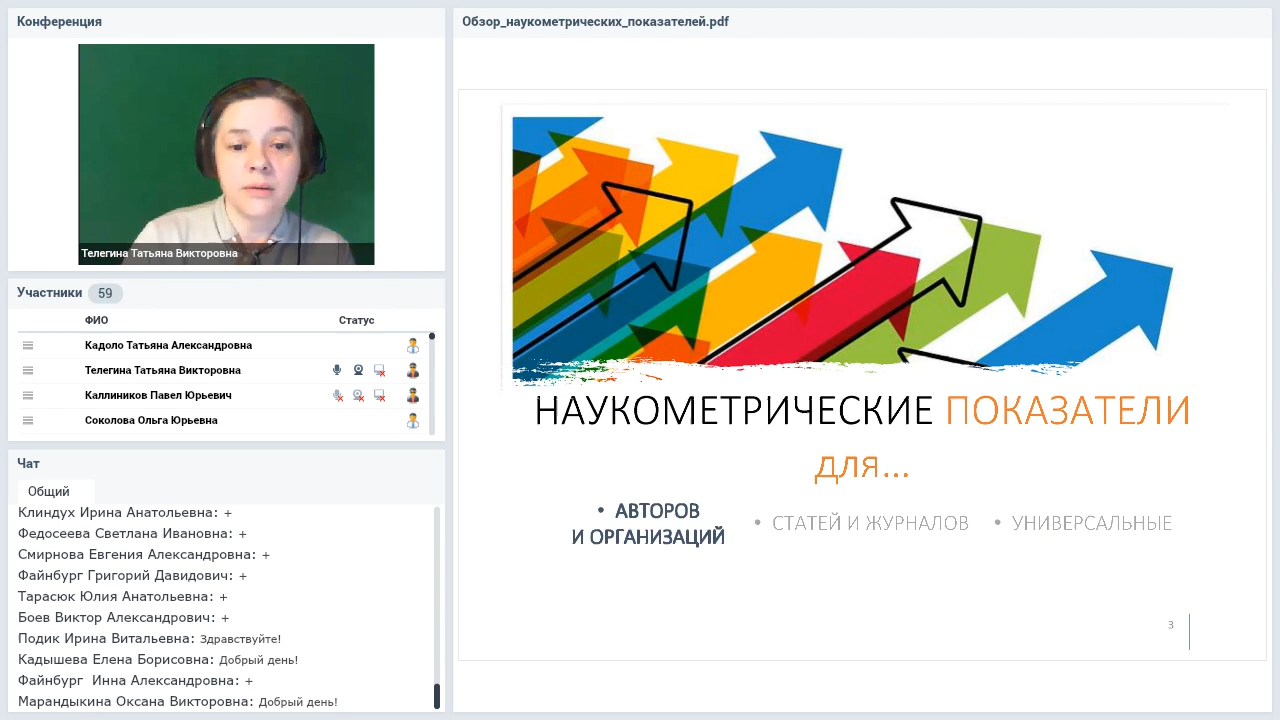 Конференция
Телегина Татьяна Викторовна
Участники 59
ФИО Статус
Кадоло Татьяна Александровна
Телегина Татьяна Викторовна
Каллиников Павел Юрьевич
Соколова Ольга Юрьевна
Чат
Общий
Клиндух Ирина Анатольевна: +
Федосеева Светлана Ивановна: +
Смирнова Евгения Александровна: +
Файнбург Григорий Давидович: +
Тарасюк Юлия Анатольевна: +
Боев Виктор Александрович: +
Подик Ирина Витальевна: Здравствуйте!
Кадышева Елена Борисовна: Добрый день!
Файнбург Инна Александровна: +
Марандыкина Оксана Викторовна: Добрый день!
Обзор_наукометрических_показателей.pdf
НАУКОМЕТРИЧЕСКИЕ ПОКАЗАТЕЛИ
ДЛЯ...
• АВТОРОВ
И ОРГАНИЗАЦИЙ
• СТАТЕЙ И ЖУРНАЛОВ
• УНИВЕРСАЛЬНЫЕ
3